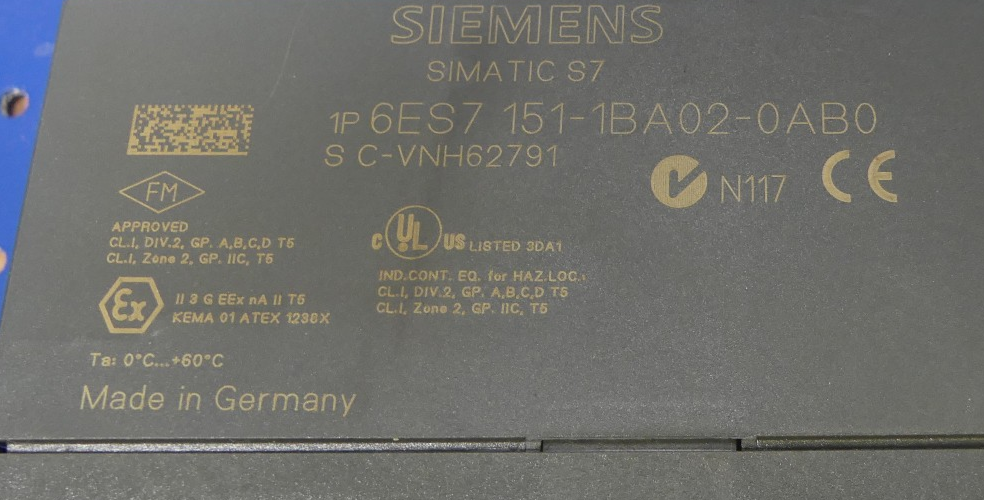 SIEMENS
SIMATIC S7
1P 6ES7 151-1BA02-0AB0
S C-VNH62791
N117 CE
FM
APPROVED
CL.I, DIV.2, GP. A,B,C,D T5
CL.I, Zone 2, GP. IIC, T5
c UL US LISTED 3DA1
IND.CONT. EQ. for HAZ.LOC.:
CL.I, DIV.2, GP. A,B,C,D T5
CL.I, Zone 2, GP. IIC, T5
Ex II 3 G EEx nA II T5
KEMA 01 ATEX 1238X
Ta: 0°C...+60°C
Made in Germany